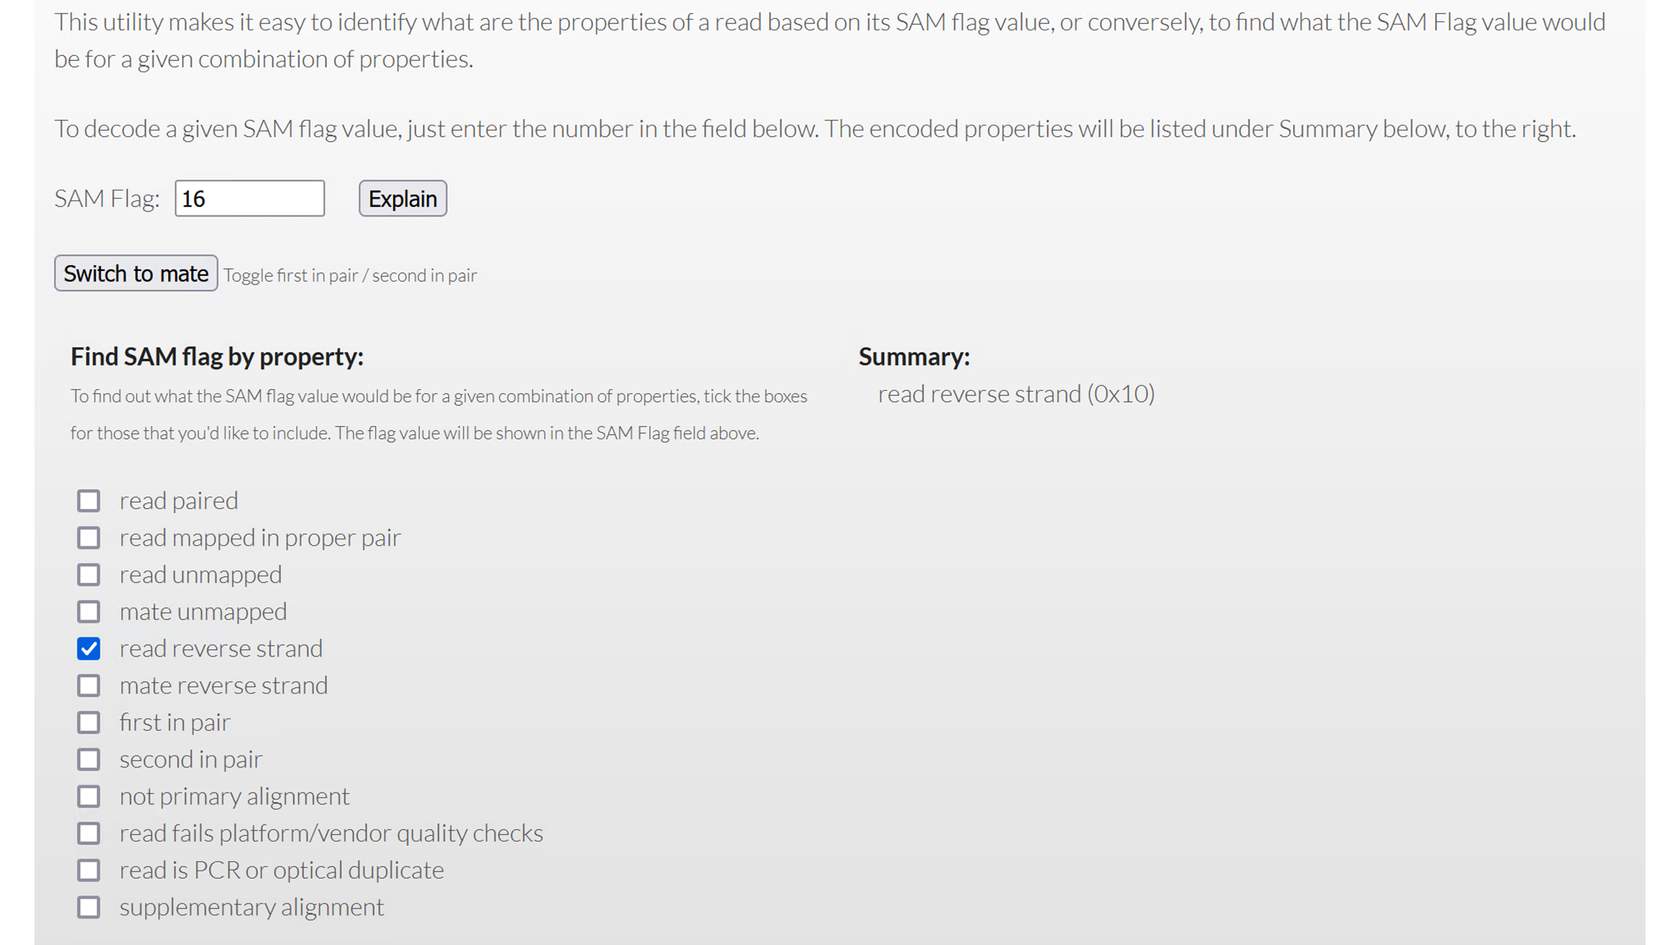 This utility makes it easy to identify what are the properties of a read based on its SAM flag value, or conversely, to find what the SAM Flag value would
be for a given combination of properties.
To decode a given SAM flag value, just enter the number in the field below. The encoded properties will be listed under Summary below, to the right.
SAM Flag: 16 Explain
Switch to mate Toggle first in pair / second in pair
Find SAM flag by property:
To find out what the SAM flag value would be for a given combination of properties, tick the boxes
for those that you'd like to include. The flag value will be shown in the SAM Flag field above.
read paired
read mapped in proper pair
read unmapped
mate unmapped
read reverse strand
mate reverse strand
first in pair
second in pair
not primary alignment
read fails platform/vendor quality checks
read is PCR or optical duplicate
supplementary alignment
Summary:
read reverse strand (0x10)